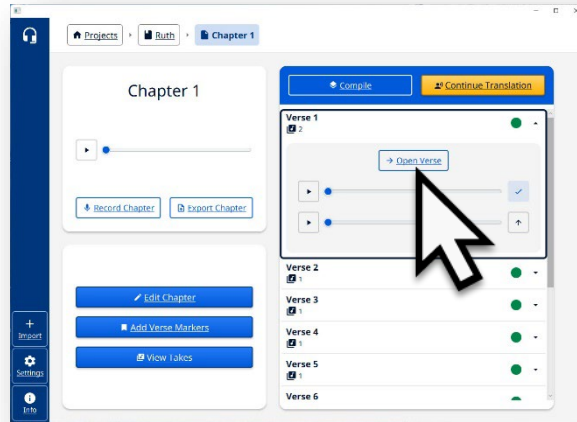 Projects
Ruth
Chapter 1
Chapter 1
Record Chapter
Export Chapter
Edit Chapter
Add Verse Markers
View Takes
Import
Settings
Info
Compile
Continue Translation
Verse 1
2
Open Verse
Verse 2
1
Verse 3
1
Verse 4
1
Verse 5
1
Verse 6